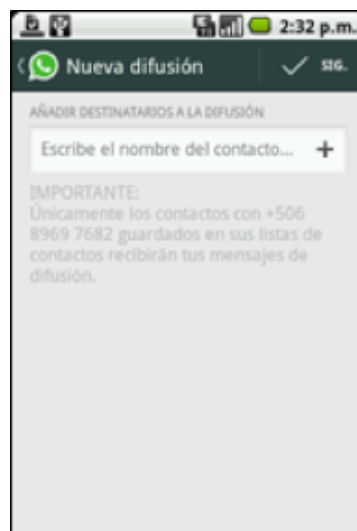 2:32 p.m.
Nueva difusión
SIG.
AÑADIR DESTINATARIOS A LA DIFUSIÓN
Escribe el nombre del contacto...
IMPORTANTE:
Únicamente los contactos con +506
8969 7682 guardados en sus listas de
contactos recibirán tus mensajes de
difusión.